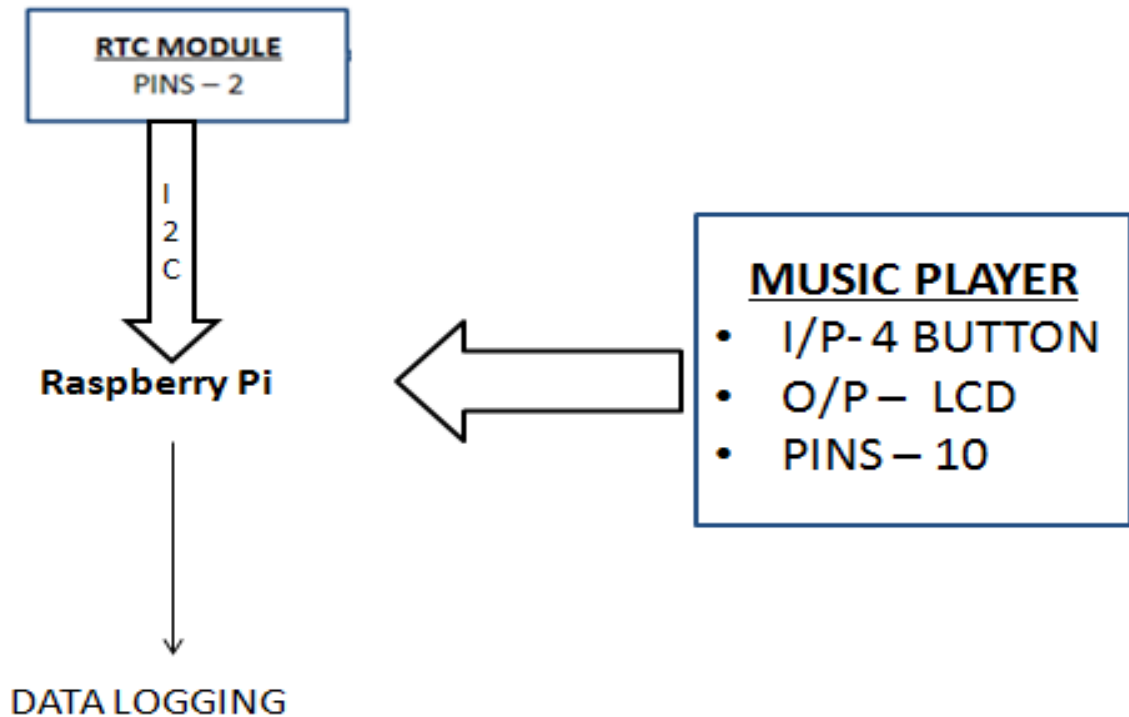 RTC MODULE
PINS – 2
I
2
C
Raspberry Pi
MUSIC PLAYER
• I/P- 4 BUTTON
• O/P – LCD
• PINS – 10
DATA LOGGING